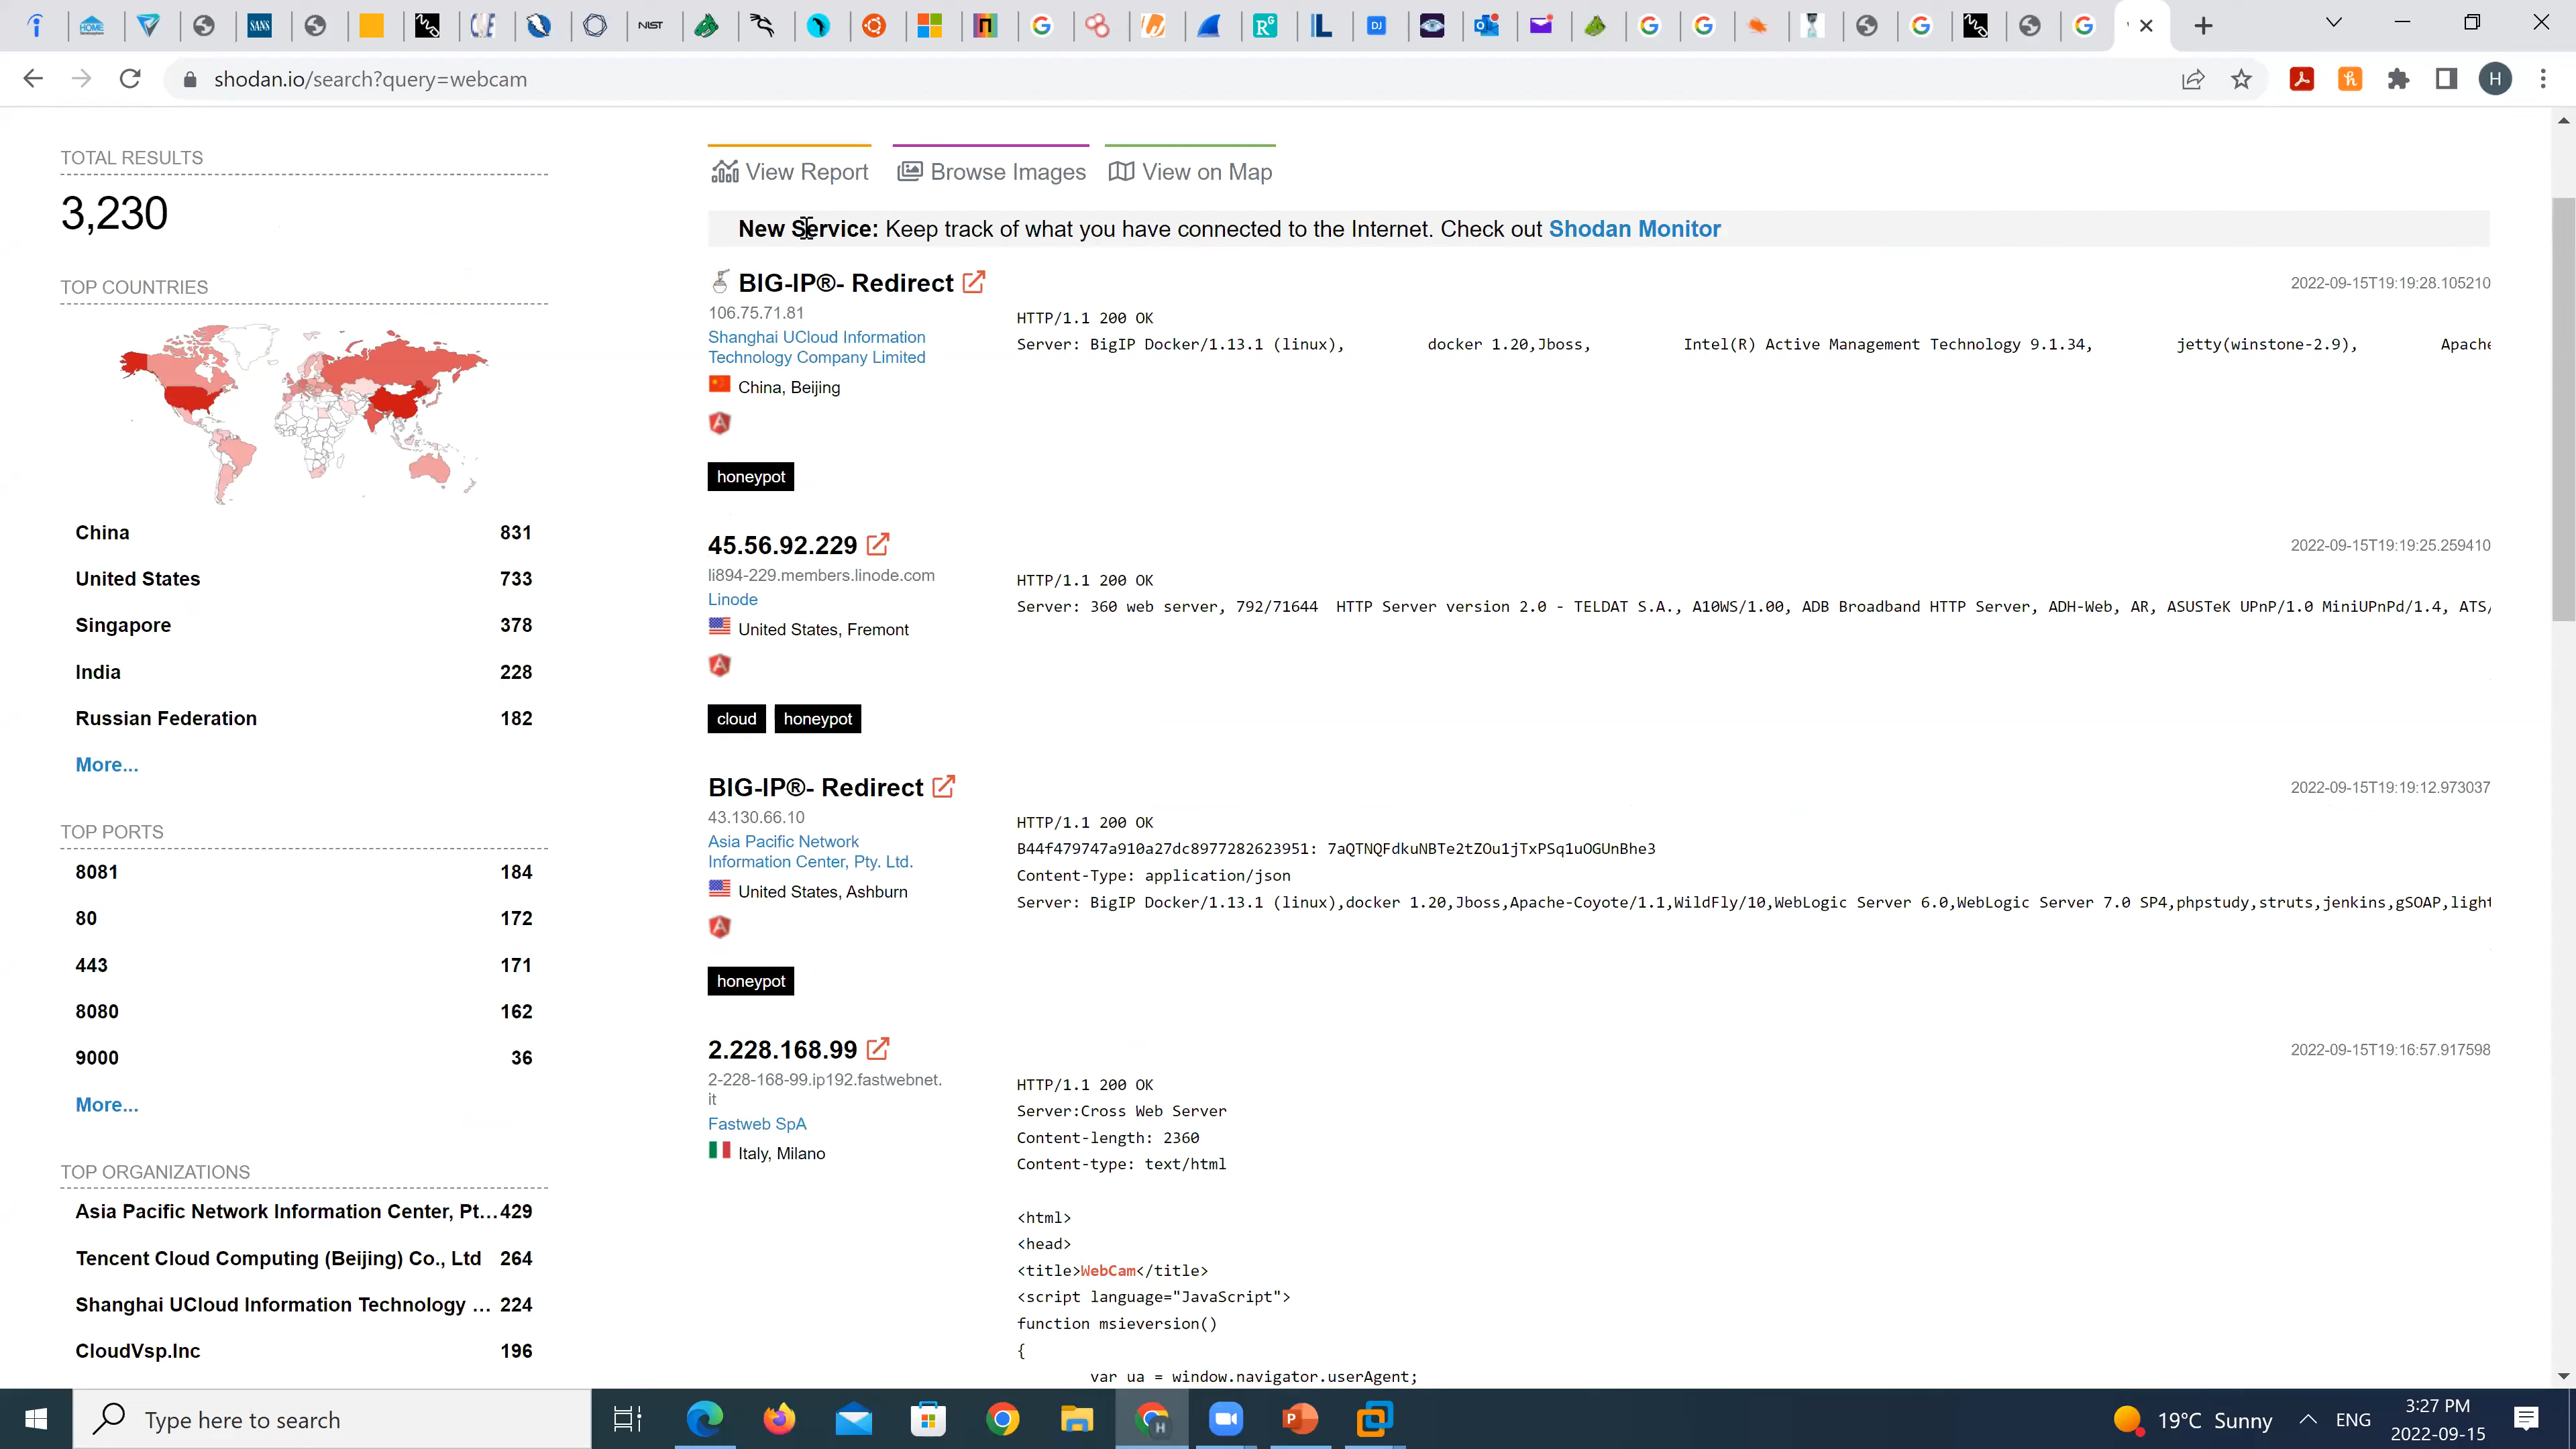 SANS
NIST
DJ
shodan.io/search?query=webcam
H
TOTAL RESULTS
3,230
TOP COUNTRIES
China 831
United States 733
Singapore 378
India 228
Russian Federation 182
More...
TOP PORTS
8081 184
80 172
443 171
8080 162
9000 36
More...
TOP ORGANIZATIONS
Asia Pacific Network Information Center, Pt... 429
Tencent Cloud Computing (Beijing) Co., Ltd 264
Shanghai UCloud Information Technology ... 224
CloudVsp.Inc 196
View Report Browse Images View on Map
New Service: Keep track of what you have connected to the Internet. Check out Shodan Monitor
BIG-IP®- Redirect
106.75.71.81
Shanghai UCloud Information
Technology Company Limited
China, Beijing
honeypot
2022-09-15T19:19:28.105210
HTTP/1.1 200 OK
Server: BigIP Docker/1.13.1 (linux), docker 1.20,Jboss, Intel(R) Active Management Technology 9.1.34, jetty(winstone-2.9), Apache
45.56.92.229
li894-229.members.linode.com
Linode
United States, Fremont
cloud honeypot
2022-09-15T19:19:25.259410
HTTP/1.1 200 OK
Server: 360 web server, 792/71644 HTTP Server version 2.0 - TELDAT S.A., A10WS/1.00, ADB Broadband HTTP Server, ADH-Web, AR, ASUSTeK UPnP/1.0 MiniUPnPd/1.4, ATS/
BIG-IP®- Redirect
43.130.66.10
Asia Pacific Network
Information Center, Pty. Ltd.
United States, Ashburn
honeypot
2022-09-15T19:19:12.973037
HTTP/1.1 200 OK
B44f479747a910a27dc8977282623951: 7aQTNQFdkuNBTe2tZOu1jTxPSq1uOGUnBhe3
Content-Type: application/json
Server: BigIP Docker/1.13.1 (linux),docker 1.20,Jboss,Apache-Coyote/1.1,WildFly/10,WebLogic Server 6.0,WebLogic Server 7.0 SP4,phpstudy,struts,jenkins,gSOAP,light
2.228.168.99
2-228-168-99.ip192.fastwebnet.
it
Fastweb SpA
Italy, Milano
2022-09-15T19:16:57.917598
HTTP/1.1 200 OK
Server:Cross Web Server
Content-length: 2360
Content-type: text/html
<html>
<head>
<title>WebCam</title>
<script language="JavaScript">
function msieversion()
{
var ua = window.navigator.userAgent;
Type here to search
19°C Sunny
ENG
3:27 PM
2022-09-15